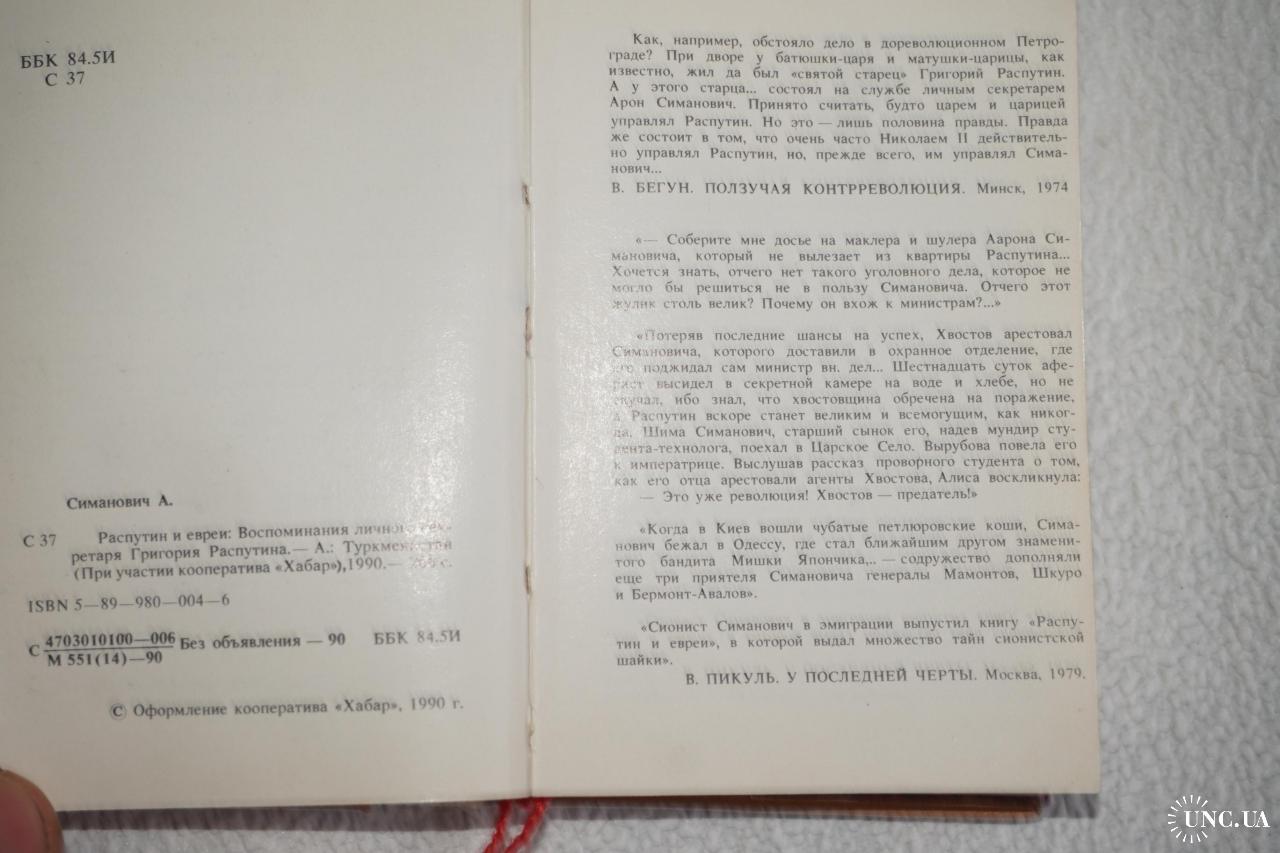 ББК 84.5И
С 37
Симанович А.
С 37 Распутин и евреи: Воспоминания личного сек-
ретаря Григория Распутина.— А.:
(При участии кооператива «Хабар»),1990.—
ISBN 5—89—980—004—6
С 4703010100—006 Без объявления — 90 ББК 84.5И
М 551(14)—90
© Оформление кооператива «Хабар», 1990 г.
Как, например, обстояло дело в дореволюционном Петро-
граде? При дворе у батюшки-царя и матушки-царицы, как
известно, жил да был «святой старец» Григорий Распутин.
А у этого старца... состоял на службе личным секретарем
Арон Симанович. Принято считать, будто царем и царицей
управлял Распутин. Но это — лишь половина правды. Правда
же состоит в том, что очень часто Николаем II действитель-
но управлял Распутин, но, прежде всего, им управлял Сима-
нович...
В. БЕГУН. ПОЛЗУЧАЯ КОНТРРЕВОЛЮЦИЯ. Минск, 1974
«— Соберите мне досье на маклера и шулера Аарона Си-
мановича, который не вылезает из квартиры Распутина...
Хочется знать, отчего нет такого уголовного дела, которое не
могло бы решиться не в пользу Симановича. Отчего этот
жулик столь велик? Почему он вхож к министрам?...»
«Потеряв последние шансы на успех, Хвостов арестовал
Симановича, которого доставили в охранное отделение, где
его поджидал сам министр вн. дел... Шестнадцать суток афе-
рист высидел в секретной камере на воде и хлебе, но не
скучал, ибо знал, что хвостовщина обречена на поражение,
а Распутин вскоре станет великим и всемогущим, как никог-
да. Шима Симанович, старший сынок его, надев мундир сту-
дента-технолога, поехал в Царское Село. Вырубова повела его
к императрице. Выслушав рассказ проворного студента о том,
как его отца арестовали агенты Хвостова, Алиса воскликнула:
— Это уже революция! Хвостов — предатель!»
«Когда в Киев вошли чубатые петлюровские коши, Сима-
нович бежал в Одессу, где стал ближайшим другом знамени-
того бандита Мишки Япончика,.. — содружество дополняли
еще три приятеля Симановича генералы Мамонтов, Шкуро
и Бермонт-Авалов».
«Сионист Симанович в эмиграции выпустил книгу «Распу-
тин и евреи», в которой выдал множество тайн сионистской
шайки».
В. ПИКУЛЬ. У ПОСЛЕДНЕЙ ЧЕРТЫ. Москва, 1979.
UNC.UA